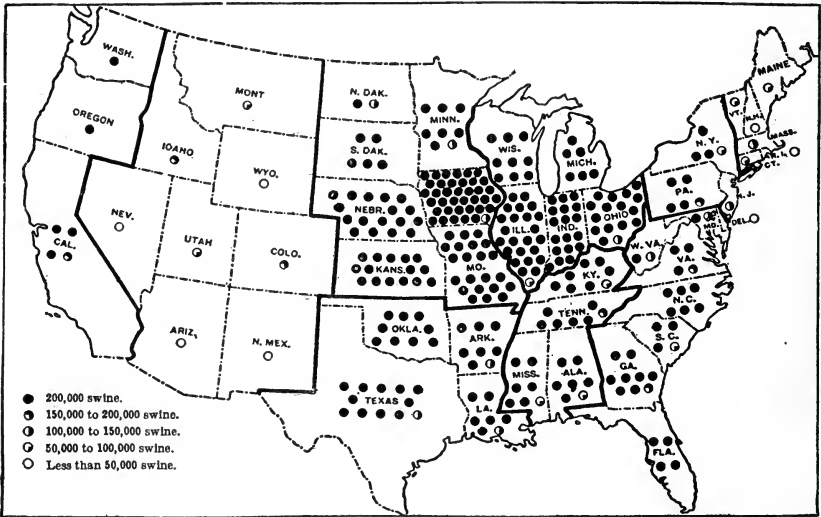 WASH.
OREGON
CAL.
NEV.
IDAHO
MONT
WYO.
UTAH
COLO.
ARIZ,
N. MEX.
N. DAK.
S. DAK.
NEBR.
KANS.
OKLA.
TEXAS
MINN.
MO.
ARK.
LA.
WIS.
ILL.
MICH.
IND.
OHIO
KY.
TENN.
MISS.
ALA.
GA.
FLA.
S. C.
N. C.
VA.
W. VA.
MD.
DEL.
PA.
N. J.
N. Y.
CT.
R. I.
MASS.
VT.
N. H.
MAINE
200,000 swine.
150,000 to 200,000 swine.
100,000 to 150,000 swine.
50,000 to 100,000 swine.
Less than 50,000 swine.